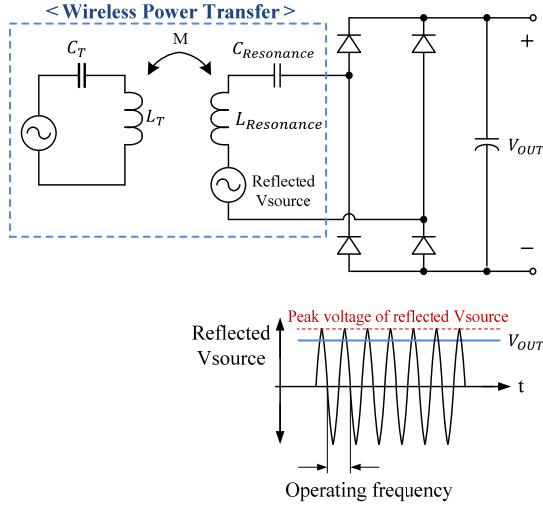 < Wireless Power Transfer >
C_T
M
C_Resonance
L_T
L_Resonance
Reflected
Vsource
+
V_OUT
−
Peak voltage of reflected Vsource
Reflected
Vsource
V_OUT
t
Operating frequency